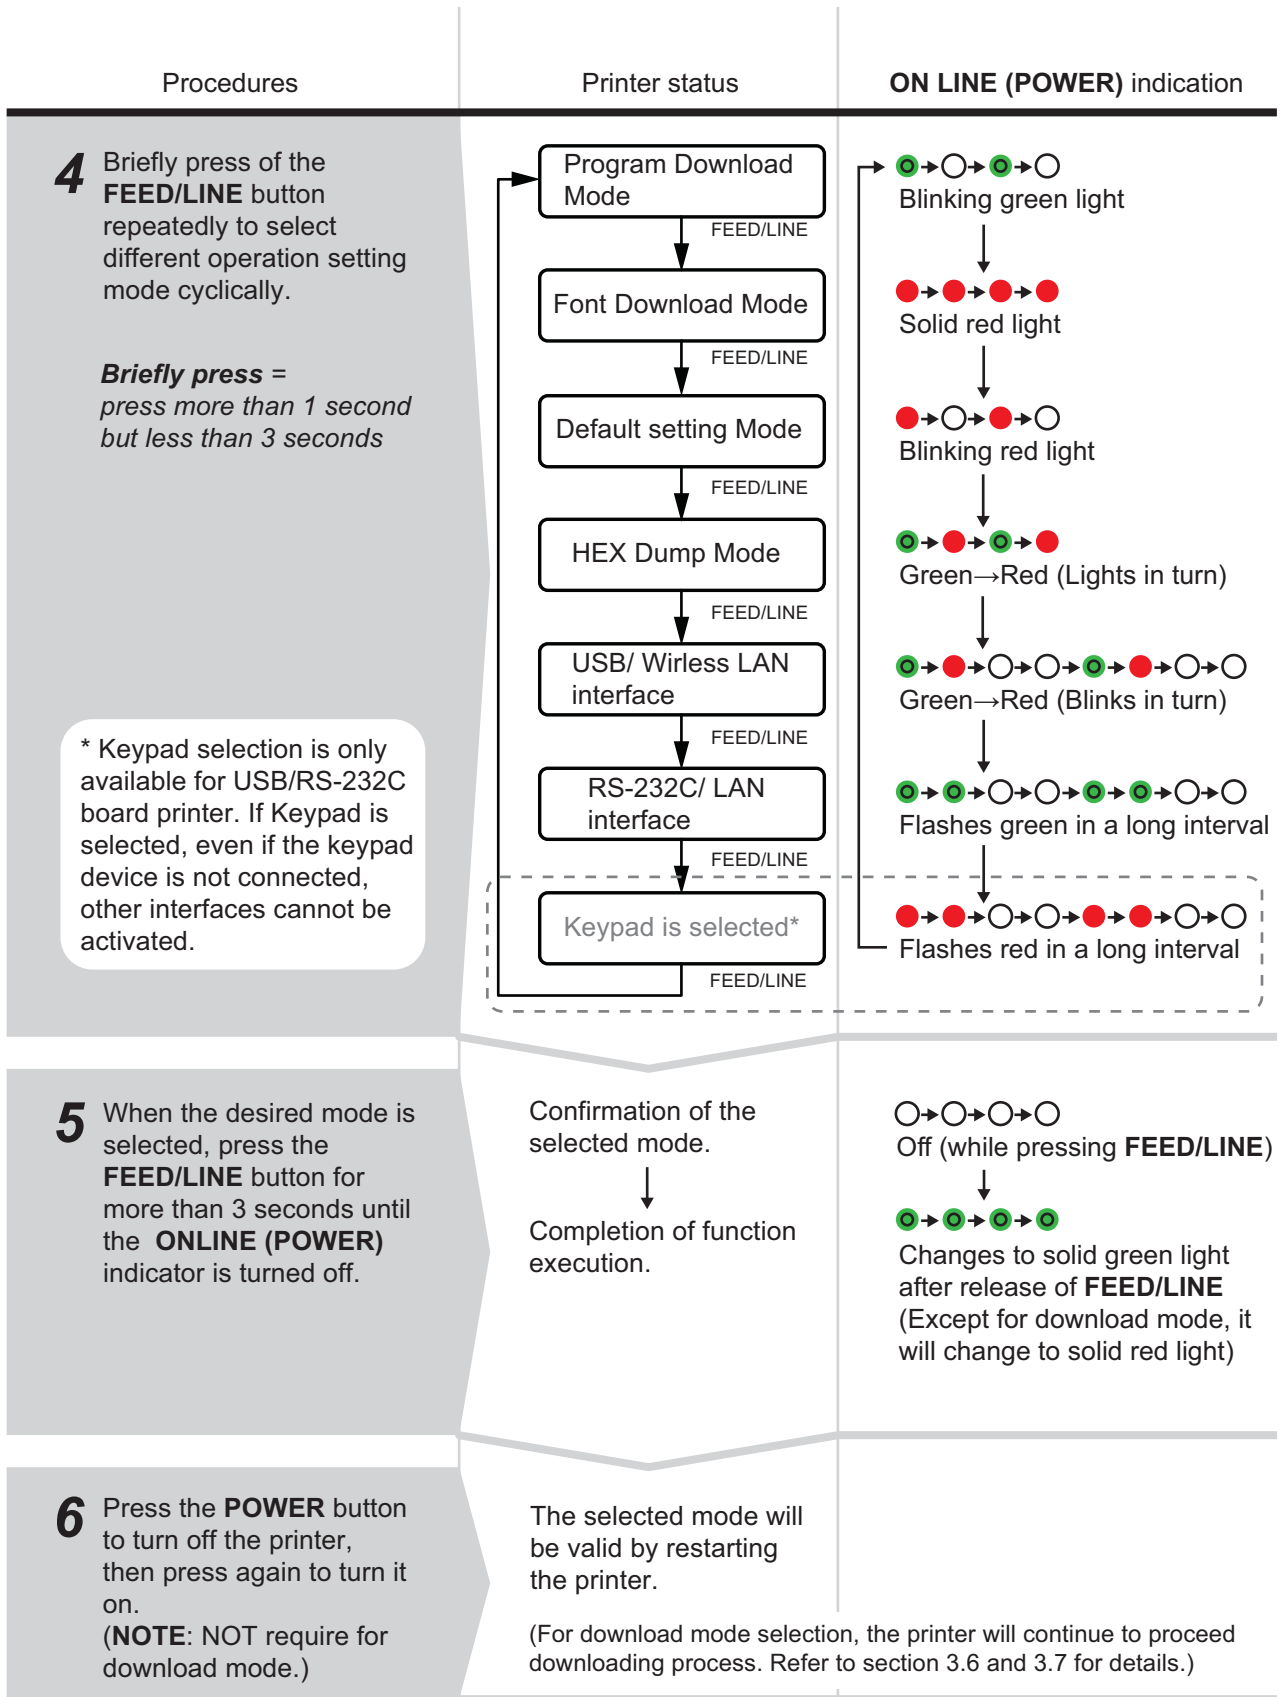 Procedures
Printer status
ON LINE (POWER) indication
4
Briefly press of the
FEED/LINE button
repeatedly to select
different operation setting
mode cyclically.
Briefly press =
press more than 1 second
but less than 3 seconds
* Keypad selection is only
available for USB/RS-232C
board printer. If Keypad is
selected, even if the keypad
device is not connected,
other interfaces cannot be
activated.
Program Download
Mode
FEED/LINE
Font Download Mode
FEED/LINE
Default setting Mode
FEED/LINE
HEX Dump Mode
FEED/LINE
USB/ Wirless LAN
interface
FEED/LINE
RS-232C/ LAN
interface
FEED/LINE
Keypad is selected*
FEED/LINE
Blinking green light
Solid red light
Blinking red light
Green→Red (Lights in turn)
Green→Red (Blinks in turn)
Flashes green in a long interval
Flashes red in a long interval
5
When the desired mode is
selected, press the
FEED/LINE button for
more than 3 seconds until
the ONLINE (POWER)
indicator is turned off.
Confirmation of the
selected mode.
Completion of function
execution.
Off (while pressing FEED/LINE)
Changes to solid green light
after release of FEED/LINE
(Except for download mode, it
will change to solid red light)
6
Press the POWER button
to turn off the printer,
then press again to turn it
on.
(NOTE: NOT require for
download mode.)
The selected mode will
be valid by restarting
the printer.
(For download mode selection, the printer will continue to proceed
downloading process. Refer to section 3.6 and 3.7 for details.)